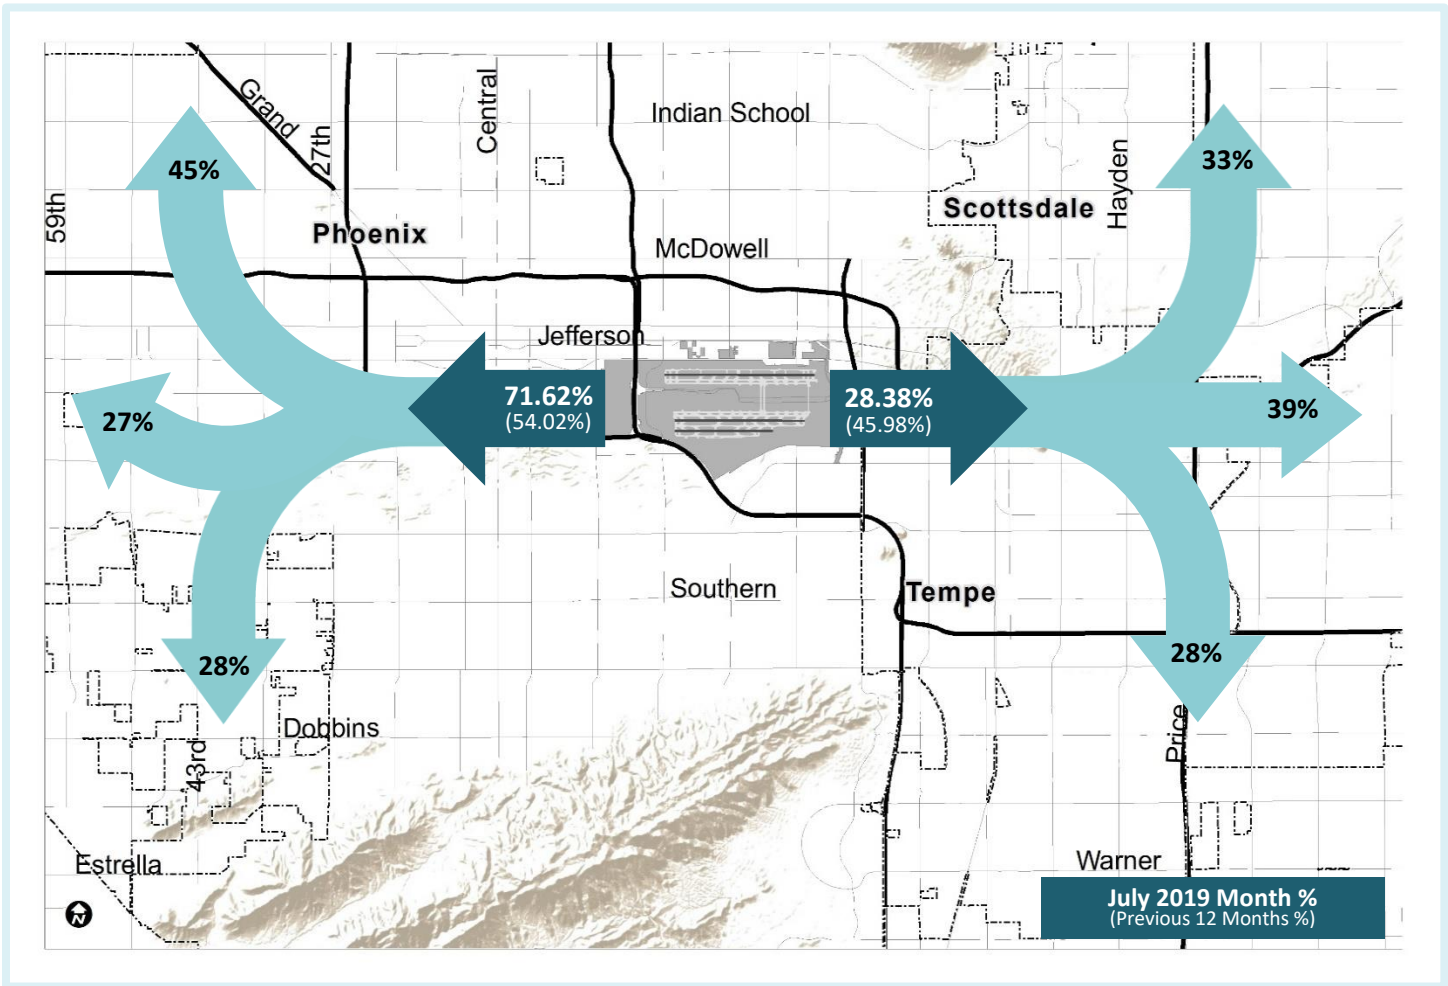 Grand
27th
Central
Indian School
Hayden
45%
33%
59th
Phoenix
Scottsdale
McDowell
Jefferson
71.62%
(54.02%)
28.38%
(45.98%)
27%
39%
Southern
Tempe
28%
28%
Dobbins
43rd
Price
Estrella
Warner
N
July 2019 Month %
(Previous 12 Months %)